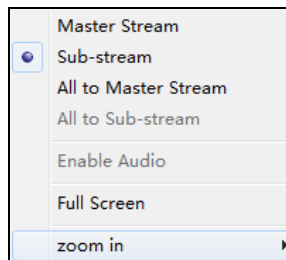 Master Stream
Sub-stream
All to Master Stream
All to Sub-stream
Enable Audio
Full Screen
zoom in